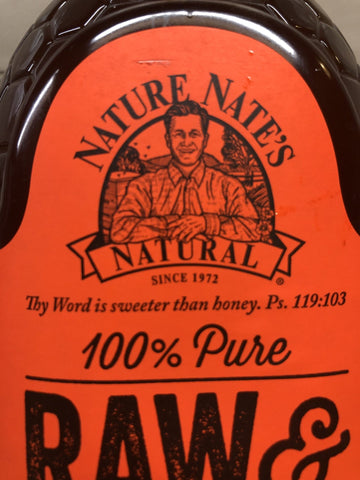 NATURE NATE'S
NATURAL
SINCE 1972
®
Thy Word is sweeter than honey. Ps. 119:103
100% Pure
RAW &